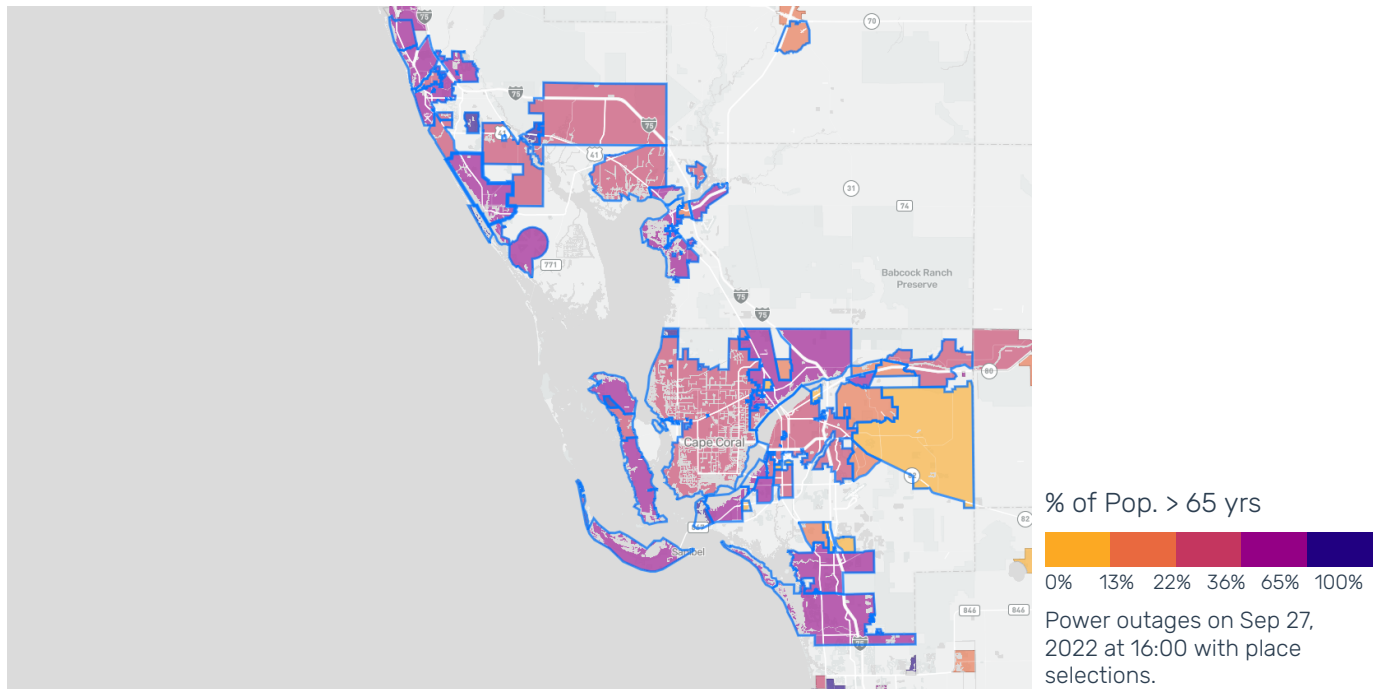 75
70
75
75
41
31
74
771
Babcock Ranch
Preserve
75
75
80
Cape Coral
82
Sanibel
846
846
% of Pop. > 65 yrs
0% 13% 22% 36% 65% 100%
Power outages on Sep 27,
2022 at 16:00 with place
selections.